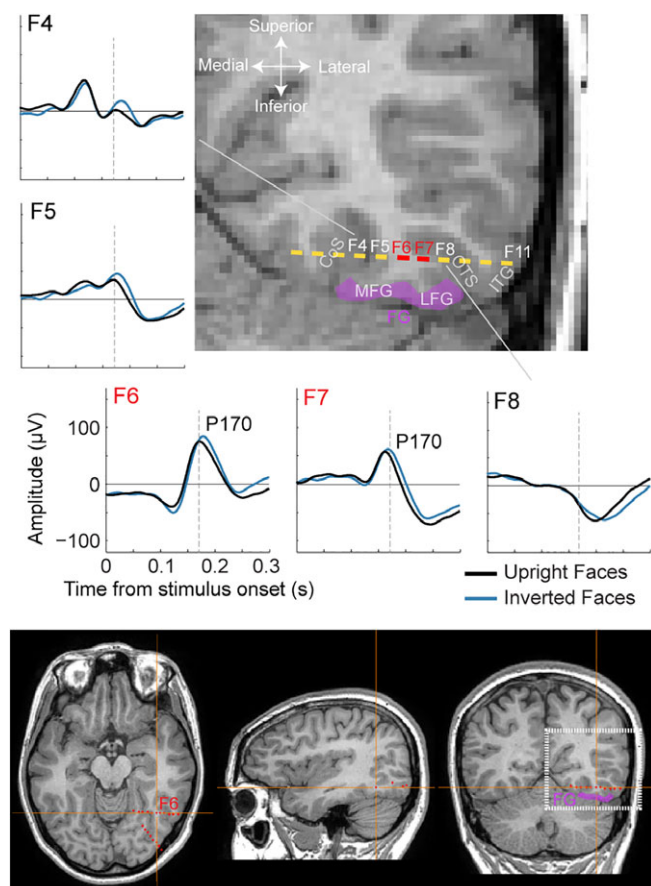 F4
Superior
Medial
Lateral
Inferior
F5
CoS
F4 F5 F6 F7 F8
F11
OTS
ITG
MFG
LFG
FG
F6
P170
F7
P170
F8
Amplitude (µV)
100
0
−100
0 0.1 0.2 0.3
Time from stimulus onset (s)
Upright Faces
Inverted Faces
F6
FG